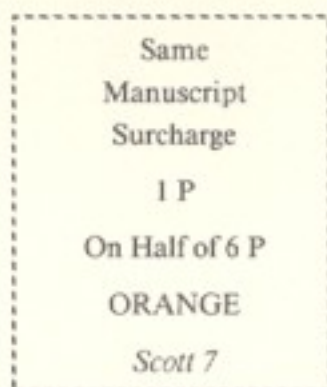 Same
Manuscript
Surcharge
1 P
On Half of 6 P
ORANGE
Scott 7